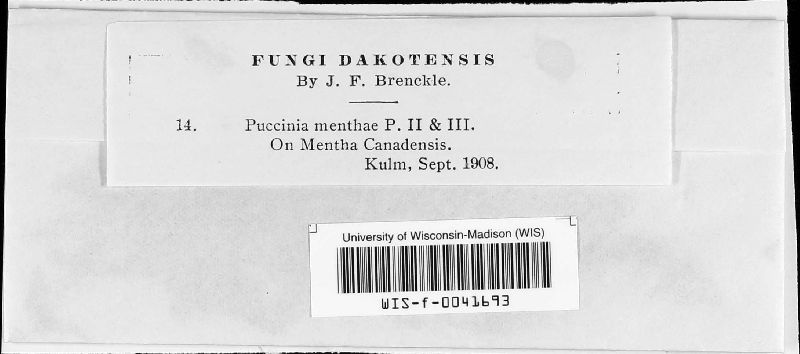 FUNGI DAKOTENSIS
By J. F. Brenckle.
14. Puccinia menthae P. II & III.
On Mentha Canadensis.
Kulm, Sept. 1908.
University of Wisconsin-Madison (WIS)
WIS-f-0041693